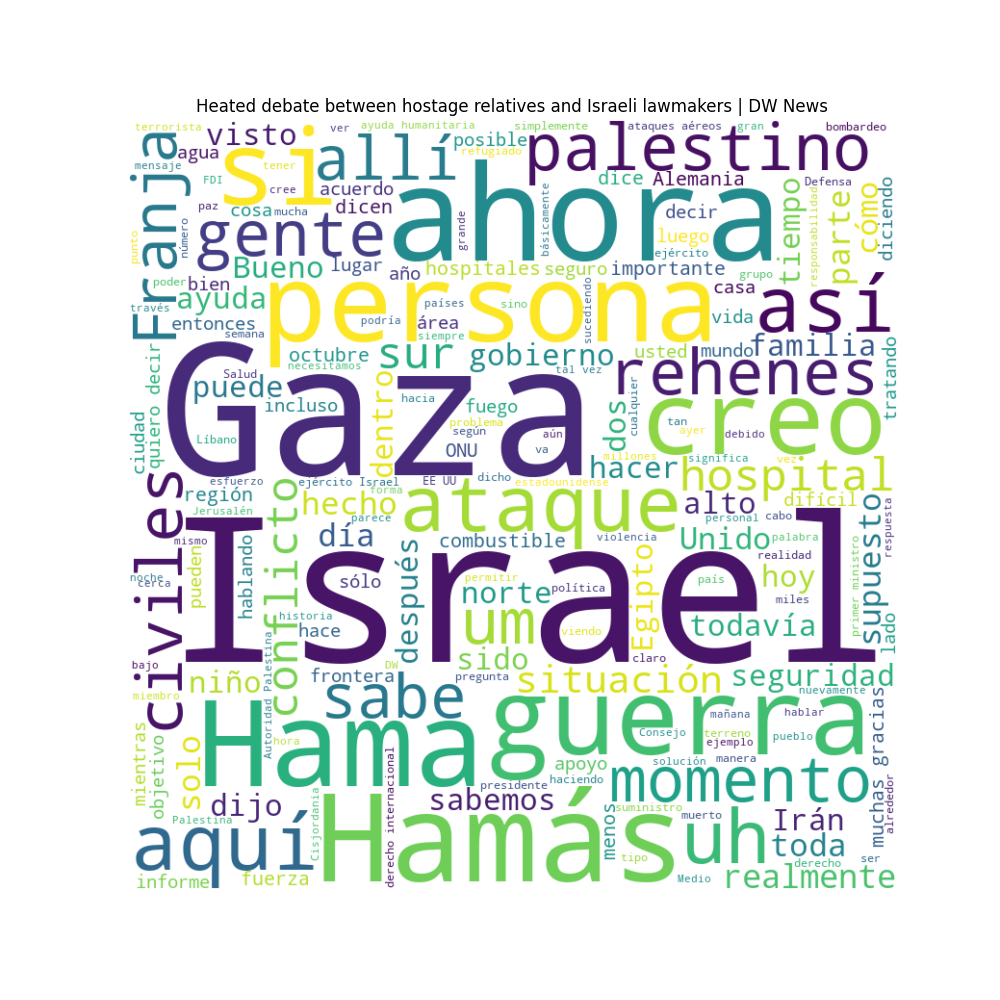 Heated debate between hostage relatives and Israeli lawmakers | DW News
terrorista
visto
ver
ayuda humanitaria
posible
simplemente
ataques aéreos
gran
bombardeo
mensaje
agua
si
tener
allí
refugiado
palestino
Franja
FDI
cree
acuerdo
dice
Alemania
Defensa
paz
cosa
mucha
dicen
grande
ahora
básicamente
decir
tiempo
responsabilidad
parte
cómo
diciendo
punto
número
gente
luego
ejército
Bueno
lugar
año
hospitales
seguro
importante
grupo
poder
bien
persona
casa
así
través
ayuda
países
sino
sucediendo
vida
entonces
podría
área
semana
siempre
familia
quiero decir
octubre
necesitamos
sur
gobierno
usted
mundo
tratando
Salud
tal vez
rehenes
puede
Gaza
hacia
cualquier
ciudad
incluso
dentro
fuego
dos
creo
Líbano
problema
según
aún
tan
ayer
debido
ONU
va
millones
significa
vez
hacer
hospital
civiles
esfuerzo
ejército Israel
EE UU
dicho
estadounidense
región
forma
hecho
ataque
alto
difícil
Jerusalén
conflicto
personal
cabo
supuesto
respuesta
mismo
día
parece
combustible
violencia
Unido
palabra
Israel
noche
cerca
pueden
hablando
sólo
después
permitir
norte
política
Egipto
país
realidad
hoy
miles
primer ministro
historia
hace
um
viendo
todavía
lado
bajo
frontera
DW
sido
pregunta
claro
niño
situación
seguridad
miembro
Autoridad Palestina
sabe
nuevamente
Hama
guerra
mañana
hablar
mientras
objetivo
solo
hora
Consejo
terreno
ejemplo
manera
pueblo
muchas gracias
apoyo
solución
momento
derecho internacional
presidente
haciendo
dijo
Cisjordania
sabemos
menos
suministro
muerto
Irán
alrededor
Palestina
aquí
Hamás
uh
toda
tipo
derecho
ser
informe
fuerza
Medio
realmente